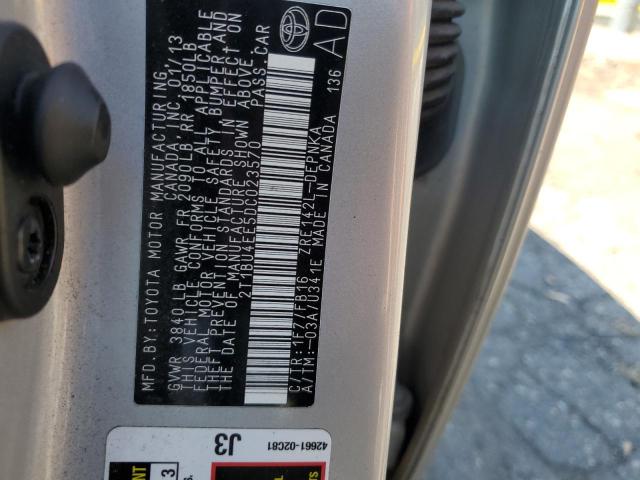 MFD. BY: TOYOTA MOTOR MANUFACTURING
CANADA, INC. 01/13
GVWR 3840LB GAWR FR 2090LB RR 1850LB
THIS VEHICLE CONFORMS TO ALL APPLICABLE
FEDERAL MOTOR VEHICLE SAFETY BUMPER, AND
THEFT PREVENTION STANDARDS IN EFFECT ON
THE DATE OF MANUFACTURE SHOWN ABOVE.
2T1BU4EE5DC023570 PASS. CAR
C/TR: 1F7/FB16 ZRE142L-DEPNKA
A/TM: -03A/U341E MADE IN CANADA 136
AD
J3
42661-02C81
3